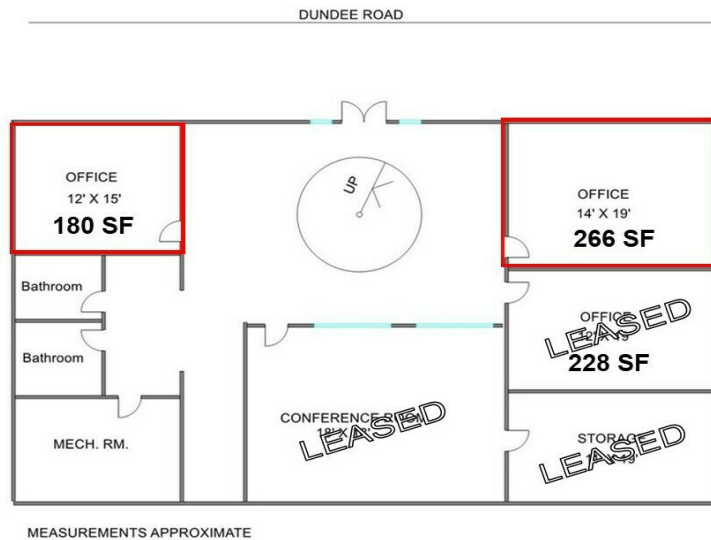 DUNDEE ROAD
OFFICE
12' X 15'
180 SF
UP
OFFICE
14' X 19'
266 SF
Bathroom
OFFICE
LEASED
228 SF
Bathroom
CONFERENCE ROOM
LEASED
MECH. RM.
STORAGE
LEASED
MEASUREMENTS APPROXIMATE